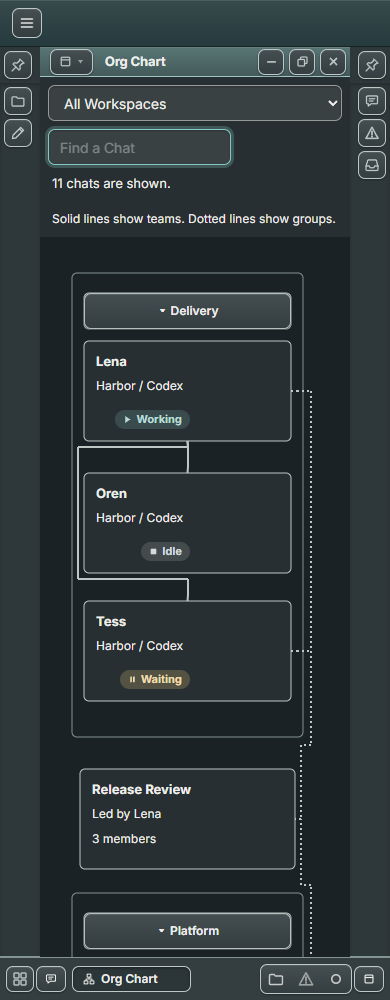 Org Chart
All Workspaces
Find a Chat
11 chats are shown.
Solid lines show teams. Dotted lines show groups.
Delivery
Lena
Harbor / Codex
Working
Oren
Harbor / Codex
Idle
Tess
Harbor / Codex
Waiting
Release Review
Led by Lena
3 members
Platform
Org Chart